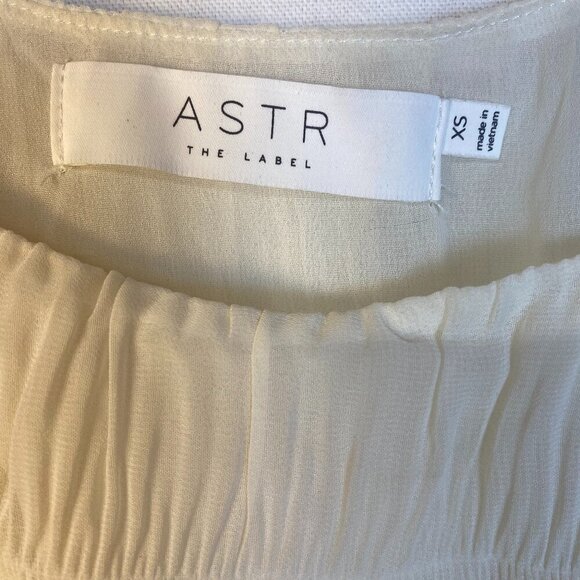 ASTR
THE LABEL
XS
made in
vietnam